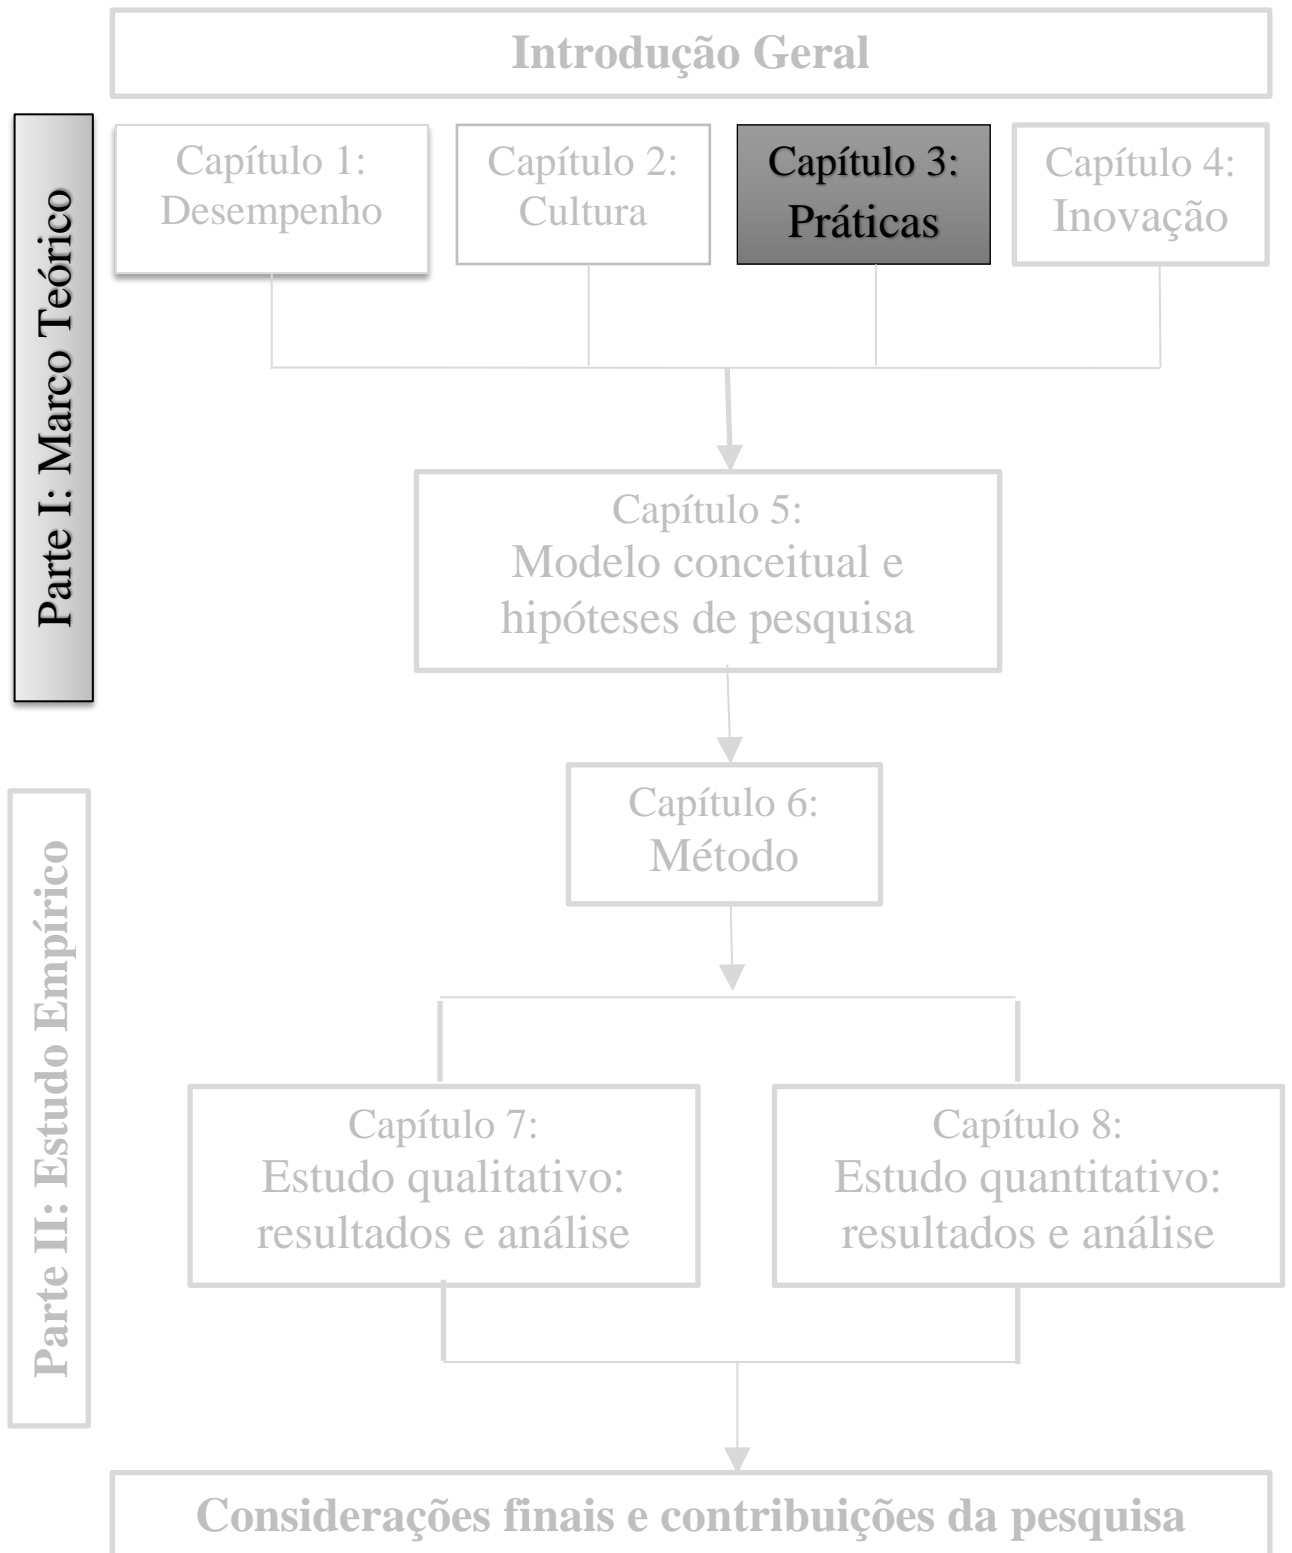 Introdução Geral
Parte I: Marco Teórico
Capítulo 1:
Desempenho
Capítulo 2:
Cultura
Capítulo 3:
Práticas
Capítulo 4:
Inovação
Capítulo 5:
Modelo conceitual e
hipóteses de pesquisa
Parte II: Estudo Empírico
Capítulo 6:
Método
Capítulo 7:
Estudo qualitativo:
resultados e análise
Capítulo 8:
Estudo quantitativo:
resultados e análise
Considerações finais e contribuições da pesquisa